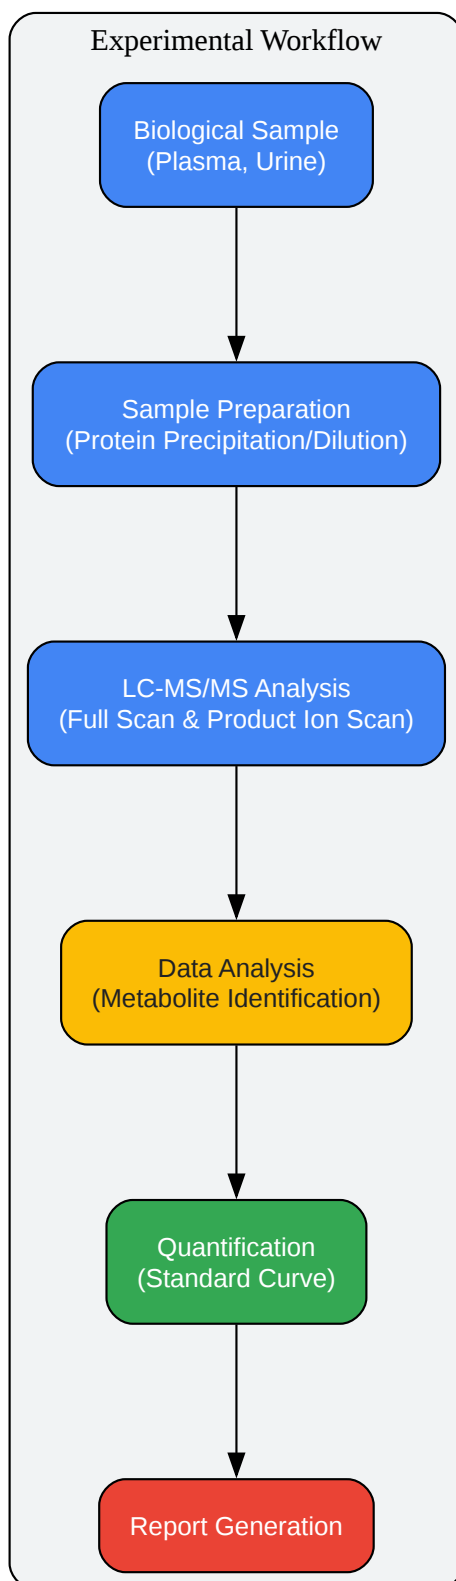 Experimental Workflow
Biological Sample
(Plasma, Urine)
Sample Preparation
(Protein Precipitation/Dilution)
LC-MS/MS Analysis
(Full Scan & Product Ion Scan)
Data Analysis
(Metabolite Identification)
Quantification
(Standard Curve)
Report Generation